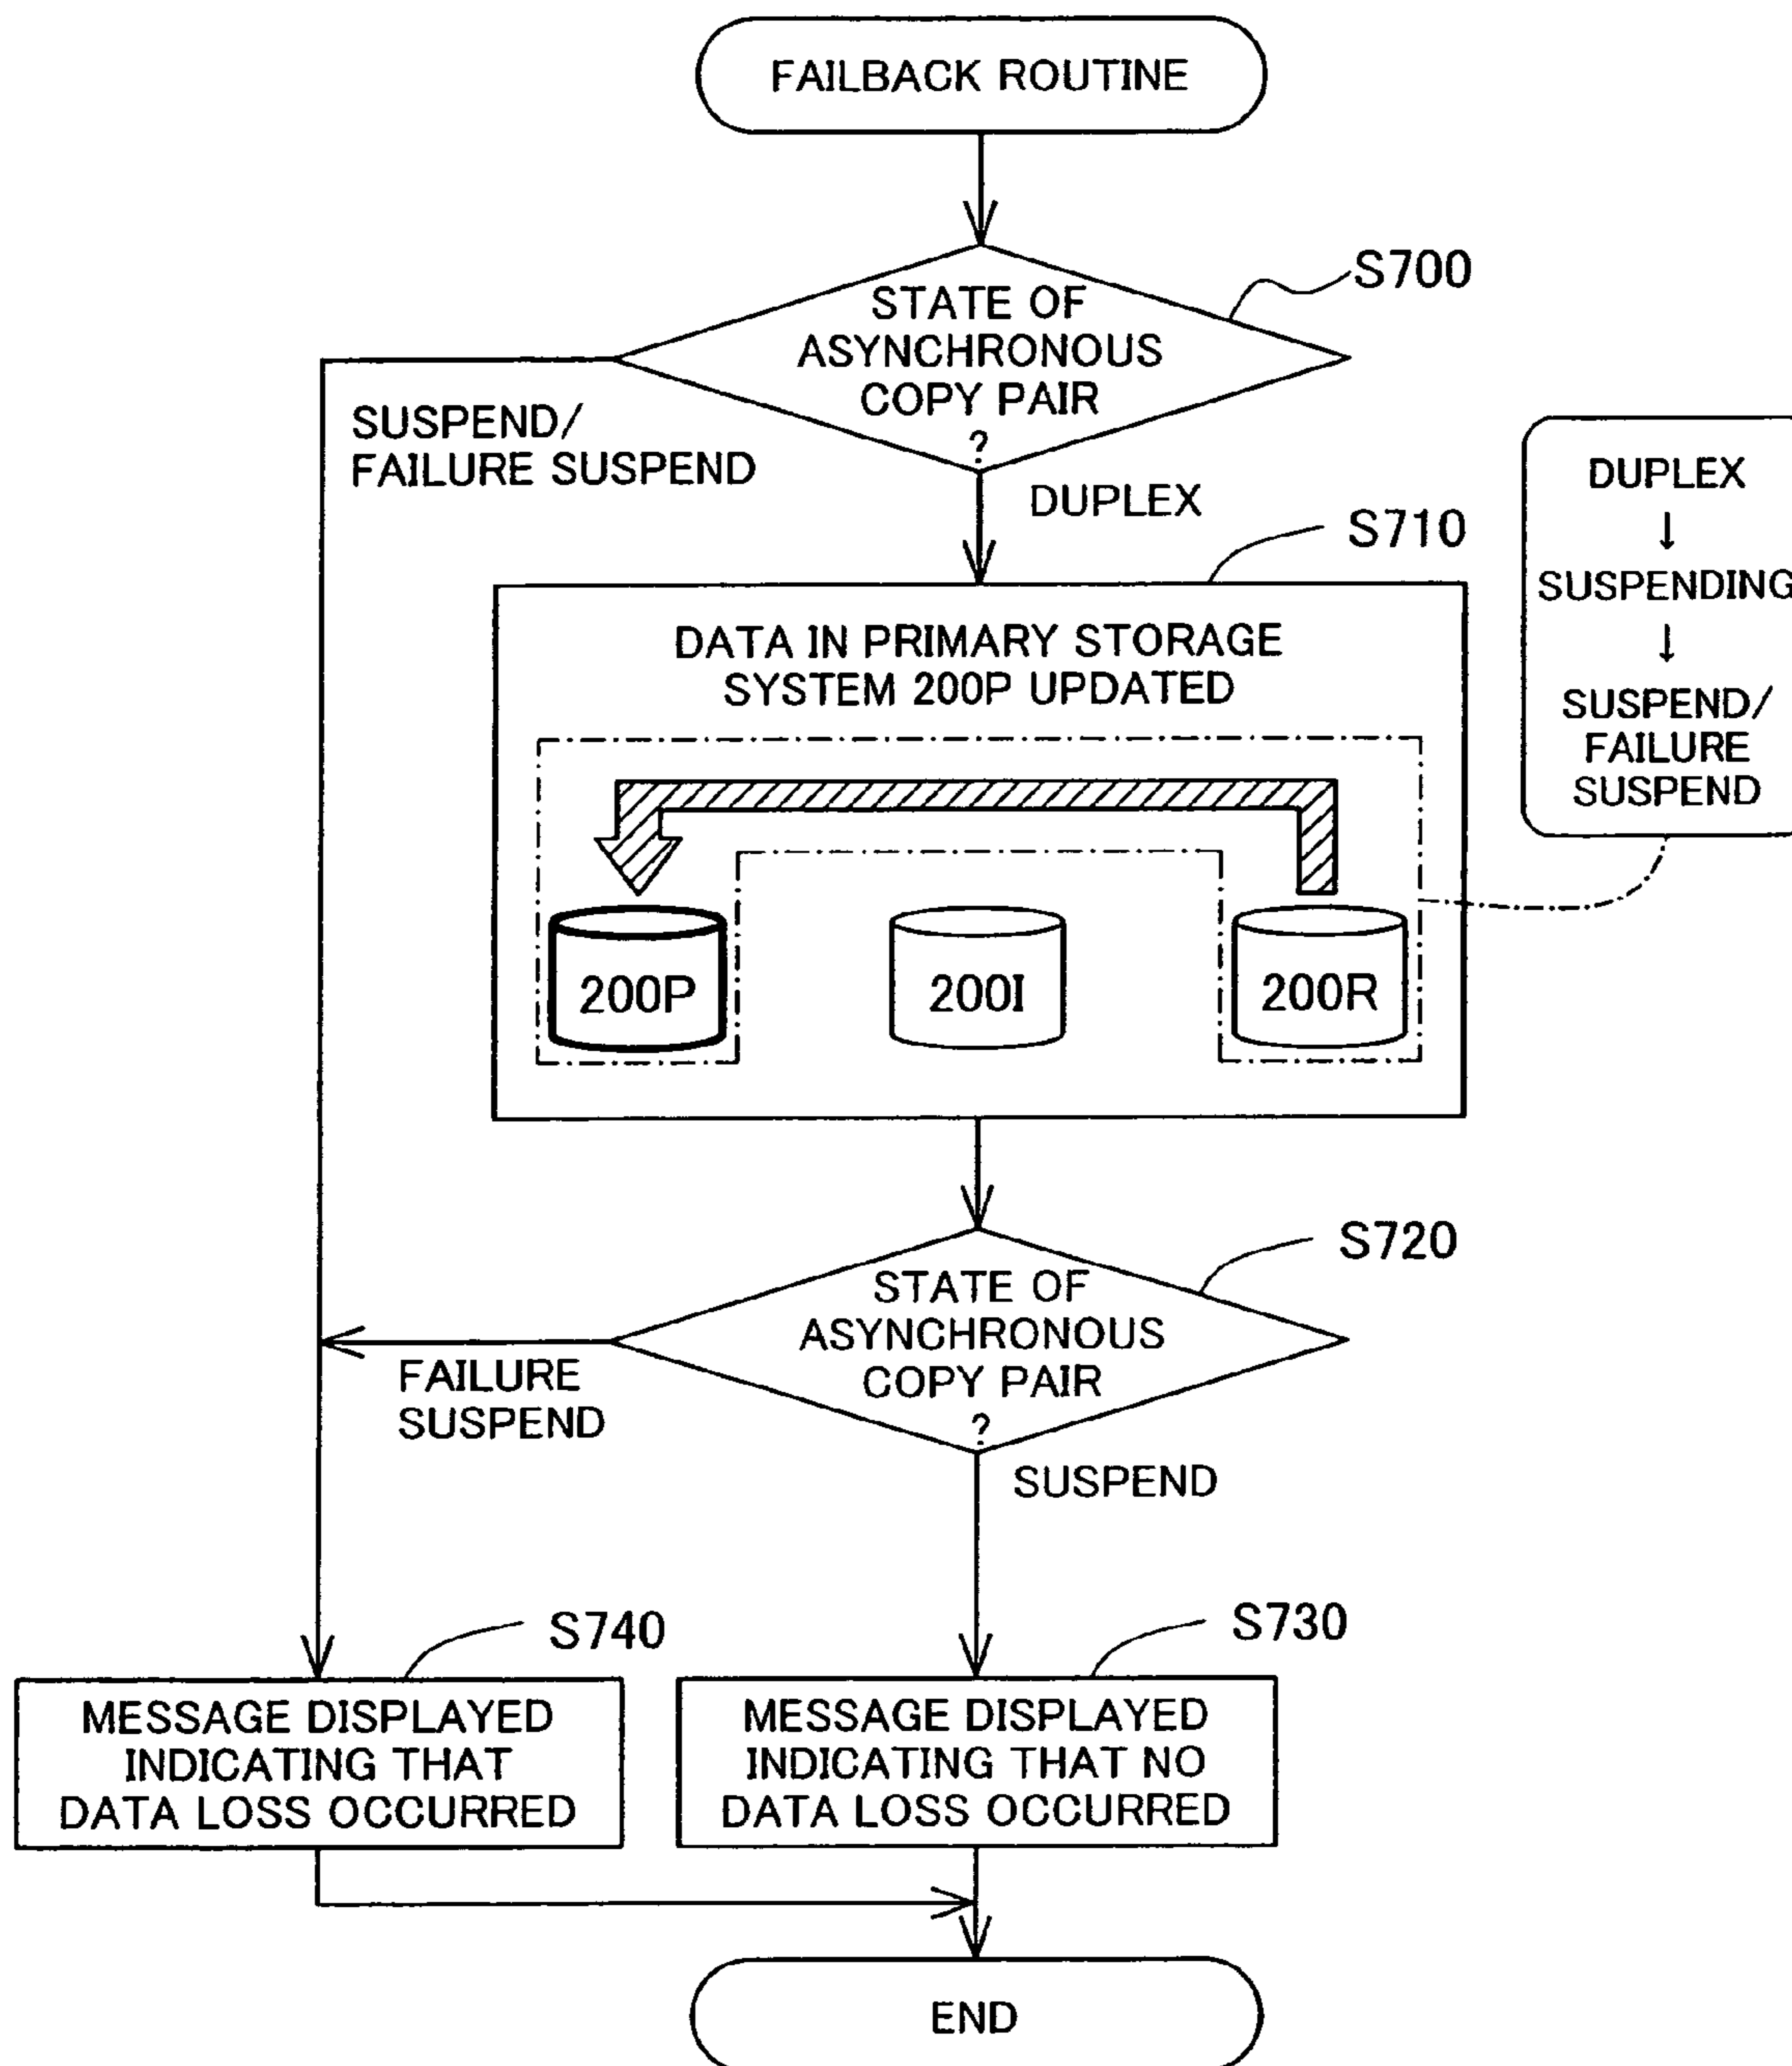 FAILBACK ROUTINE
S700
STATE OF
ASYNCHRONOUS
COPY PAIR
?
SUSPEND/
FAILURE SUSPEND
DUPLEX
S710
DATA IN PRIMARY STORAGE
SYSTEM 200P UPDATED
200P
200I
200R
DUPLEX
↓
SUSPENDING
↓
SUSPEND/
FAILURE
SUSPEND
S720
STATE OF
ASYNCHRONOUS
COPY PAIR
?
FAILURE
SUSPEND
SUSPEND
S740
MESSAGE DISPLAYED
INDICATING THAT
DATA LOSS OCCURRED
S730
MESSAGE DISPLAYED
INDICATING THAT NO
DATA LOSS OCCURRED
END